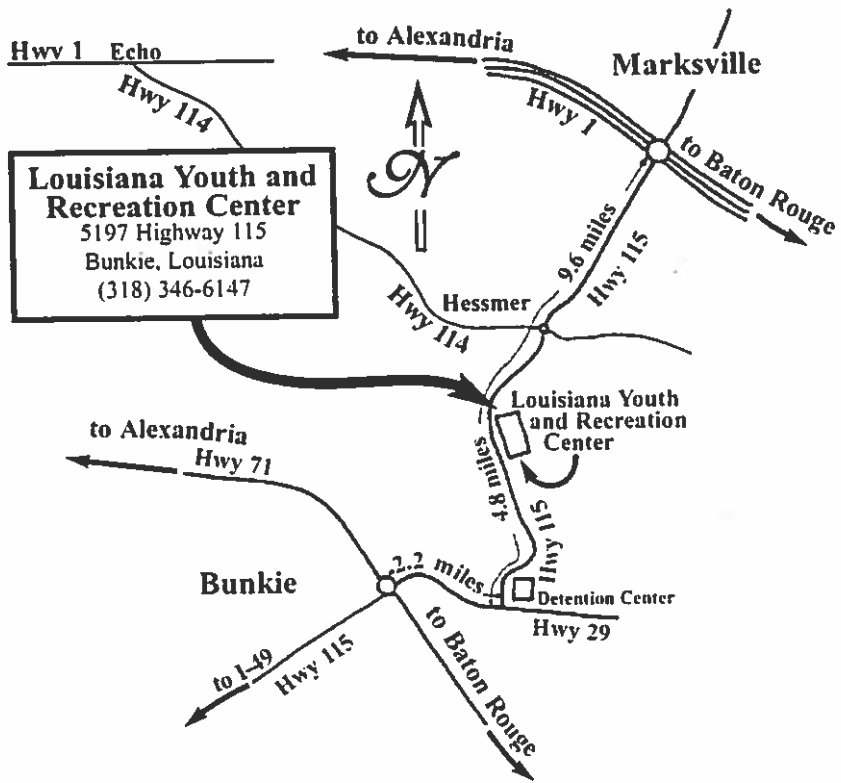 Hwy 1 Echo
to Alexandria
Marksville
Hwy 114
Hwy 1
to Baton Rouge
N
Louisiana Youth and
Recreation Center
5197 Highway 115
Bunkie, Louisiana
(318) 346-6147
9.6 miles
Hwy 115
Hessmer
Hwy 114
Louisiana Youth
and Recreation
Center
to Alexandria
Hwy 71
4.8 miles
Hwy 115
Bunkie
2.2 miles
Detention Center
Hwy 29
to I-49
Hwy 115
to Baton Rouge